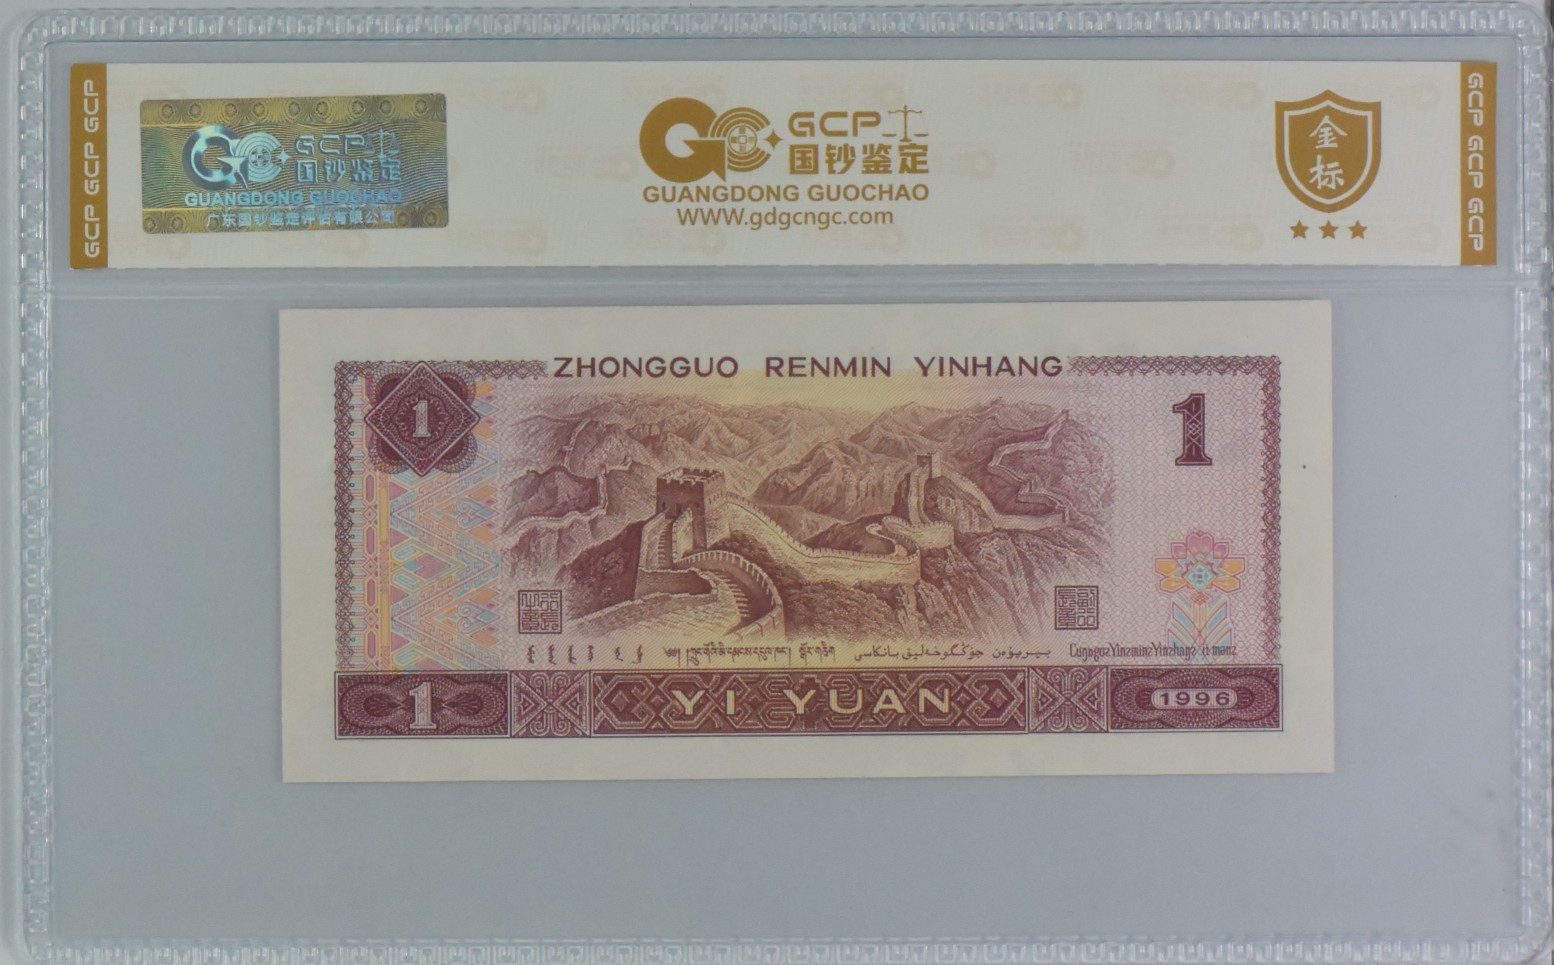 GCP GCP GCP
GCP
国钞鉴定
GUANGDONG GUOCHAO
广东国钞鉴定评估有限公司
GCP
国钞鉴定
GUANGDONG GUOCHAO
WWW.gdgcngc.com
金标
GCP GCP GCP
ZHONGGUO RENMIN YINHANG
1
1
1
YI YUAN
1996